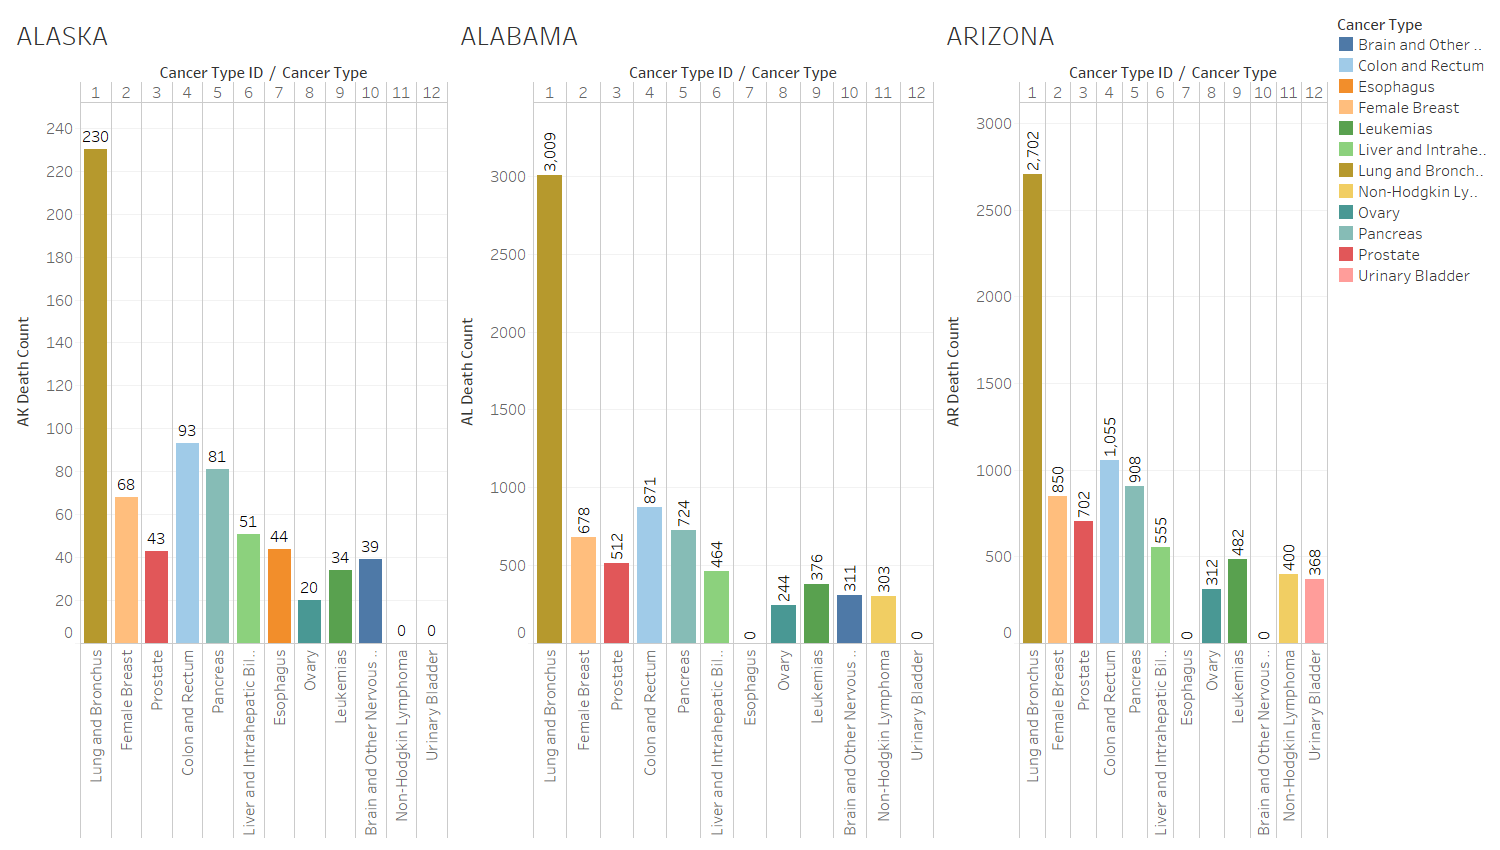 ALASKA
Cancer Type ID / Cancer Type
1 2 3 4 5 6 7 8 9 10 11 12
AK Death Count
240
220
200
180
160
140
120
100
80
60
40
20
0
230
68
43
93
81
51
44
20
34
39
0
0
Lung and Bronchus
Female Breast
Prostate
Colon and Rectum
Pancreas
Liver and Intrahepatic Bil..
Esophagus
Ovary
Leukemias
Brain and Other Nervous ..
Non-Hodgkin Lymphoma
Urinary Bladder
ALABAMA
Cancer Type ID / Cancer Type
1 2 3 4 5 6 7 8 9 10 11 12
AL Death Count
3000
2500
2000
1500
1000
500
0
3,009
678
512
871
724
464
0
244
376
311
303
0
Lung and Bronchus
Female Breast
Prostate
Colon and Rectum
Pancreas
Liver and Intrahepatic Bil..
Esophagus
Ovary
Leukemias
Brain and Other Nervous ..
Non-Hodgkin Lymphoma
Urinary Bladder
ARIZONA
Cancer Type ID / Cancer Type
1 2 3 4 5 6 7 8 9 10 11 12
AR Death Count
3000
2500
2000
1500
1000
500
0
2,702
850
702
1,055
908
555
0
312
482
0
400
368
Lung and Bronchus
Female Breast
Prostate
Colon and Rectum
Pancreas
Liver and Intrahepatic Bil..
Esophagus
Ovary
Leukemias
Brain and Other Nervous ..
Non-Hodgkin Lymphoma
Urinary Bladder
Cancer Type
Brain and Other ..
Colon and Rectum
Esophagus
Female Breast
Leukemias
Liver and Intrahe..
Lung and Bronch..
Non-Hodgkin Ly..
Ovary
Pancreas
Prostate
Urinary Bladder